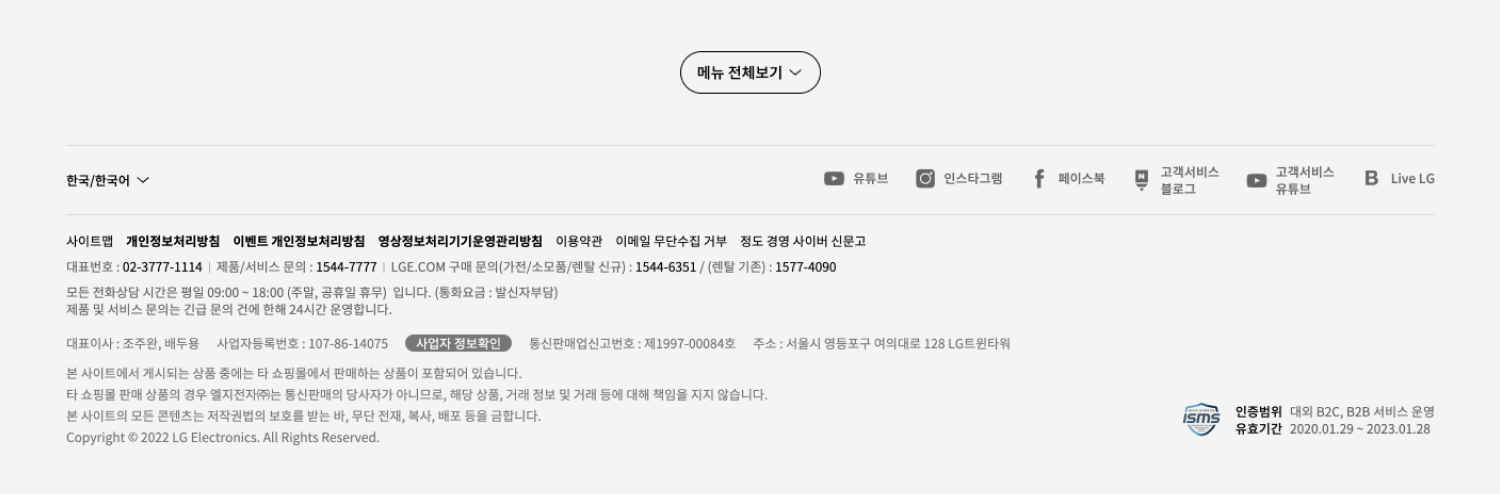 메뉴 전체보기
한국/한국어
유튜브
인스타그램
페이스북
고객서비스
블로그
고객서비스
유튜브
B Live LG
사이트맵 개인정보처리방침 이벤트 개인정보처리방침 영상정보처리기기운영관리방침 이용약관 이메일 무단수집 거부 정도 경영 사이버 신문고
대표번호 : 02-3777-1114 | 제품/서비스 문의 : 1544-7777 | LGE.COM 구매 문의(가전/소모품/렌탈 신규) : 1544-6351 / (렌탈 기존) : 1577-4090
모든 전화상담 시간은 평일 09:00 ~ 18:00 (주말, 공휴일 휴무) 입니다. (통화요금 : 발신자부담)
제품 및 서비스 문의는 긴급 문의 건에 한해 24시간 운영합니다.
대표이사 : 조주완, 배두용 사업자등록번호 : 107-86-14075 사업자 정보확인 통신판매업신고번호 : 제1997-00084호 주소 : 서울시 영등포구 여의대로 128 LG트윈타워
본 사이트에서 게시되는 상품 중에는 타 쇼핑몰에서 판매하는 상품이 포함되어 있습니다.
타 쇼핑몰 판매 상품의 경우 엘지전자㈜는 통신판매의 당사자가 아니므로, 해당 상품, 거래 정보 및 거래 등에 대해 책임을 지지 않습니다.
본 사이트의 모든 콘텐츠는 저작권법의 보호를 받는 바, 무단 전재, 복사, 배포 등을 금합니다.
Copyright © 2022 LG Electronics. All Rights Reserved.
ISMS
인증범위 대외 B2C, B2B 서비스 운영
유효기간 2020.01.29 ~ 2023.01.28